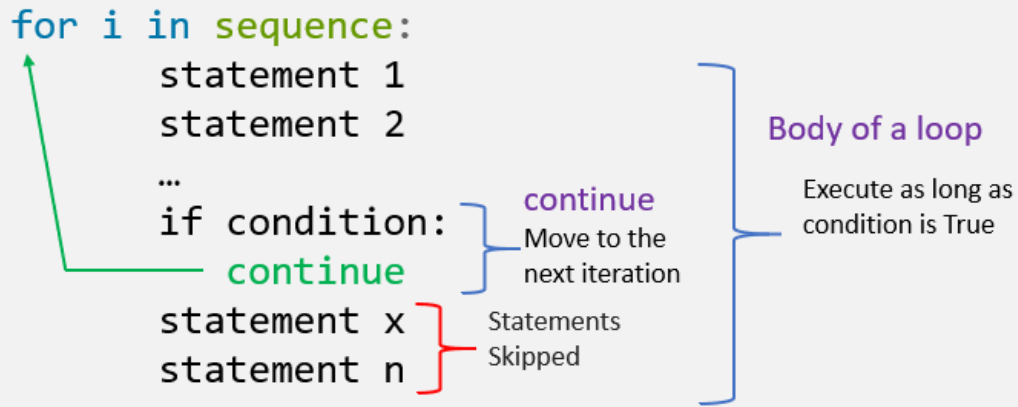 for i in sequence:
statement 1
statement 2
…
if condition:
continue
statement x
statement n
continue
Move to the
next iteration
Statements
Skipped
Body of a loop
Execute as long as
condition is True